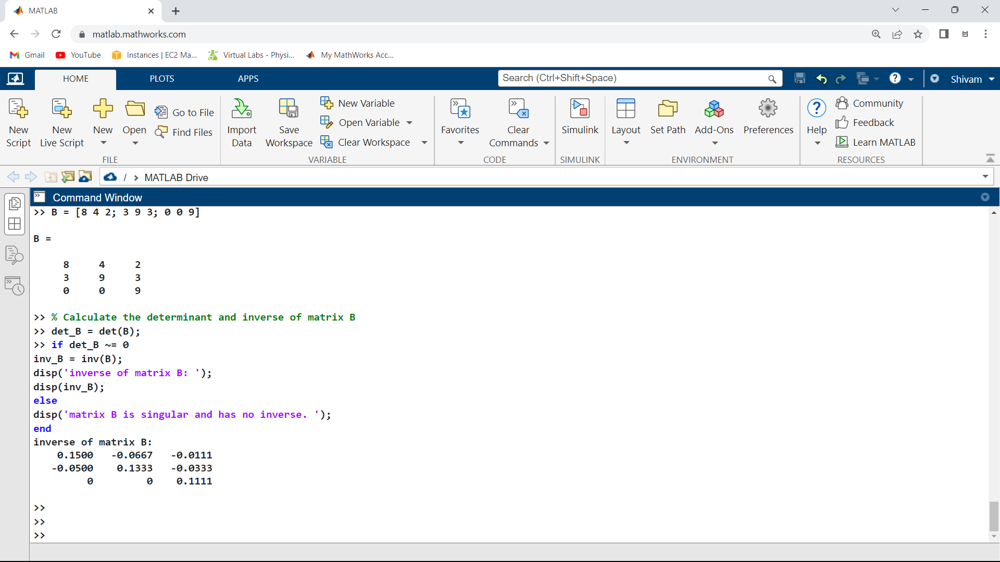 MATLAB
matlab.mathworks.com
Gmail YouTube Instances | EC2 Ma... Virtual Labs - Physi... My MathWorks Acc...
HOME PLOTS APPS Search (Ctrl+Shift+Space) Shivam
New Script New Live Script New Open Go to File Find Files
Import Data Save Workspace New Variable Open Variable Clear Workspace
Favorites Clear Commands Simulink Layout Set Path Add-Ons Preferences
Help Community Feedback Learn MATLAB
FILE VARIABLE CODE SIMULINK ENVIRONMENT RESOURCES
/ > MATLAB Drive
Command Window
>> B = [8 4 2; 3 9 3; 0 0 9]
B =
8 4 2
3 9 3
0 0 9
>> % Calculate the determinant and inverse of matrix B
>> det_B = det(B);
>> if det_B ~= 0
inv_B = inv(B);
disp('inverse of matrix B: ');
disp(inv_B);
else
disp('matrix B is singular and has no inverse. ');
end
inverse of matrix B:
0.1500 -0.0667 -0.0111
-0.0500 0.1333 -0.0333
0 0 0.1111
>>
>>
>>